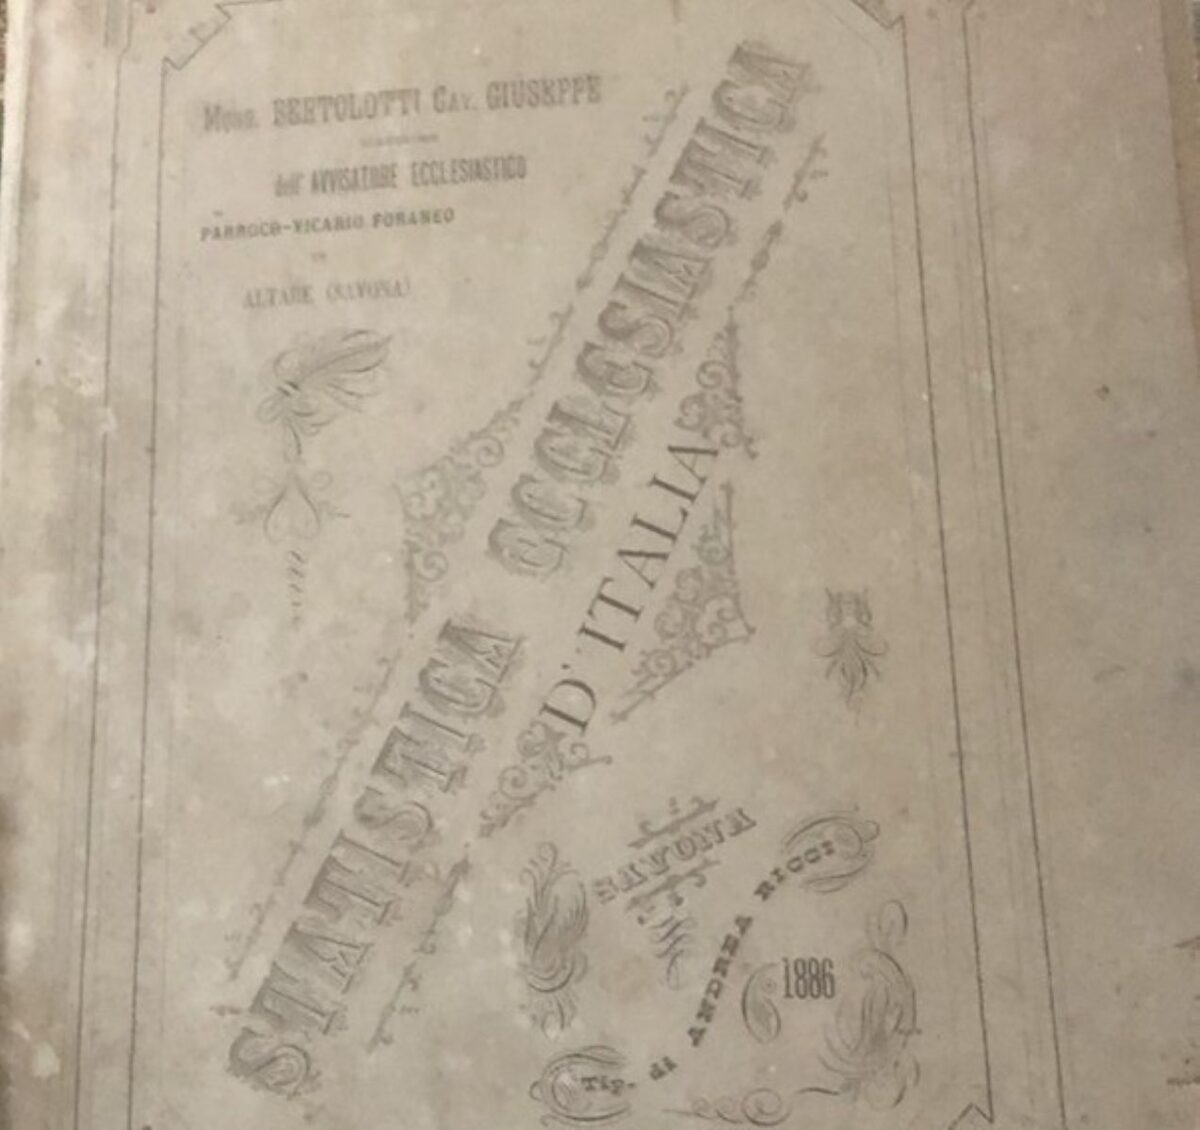 Mons. BERTOLOTTI Cav. GIUSEPPE
dell' AVVISATORE ECCLESIASTICO
PARROCO-VICARIO FORANEO
IN
ALTARE (SAVONA)
STATISTICA ECCLESIASTICA
D'ITALIA
SAVONA
Tip. di ANDREA RICCI
1886